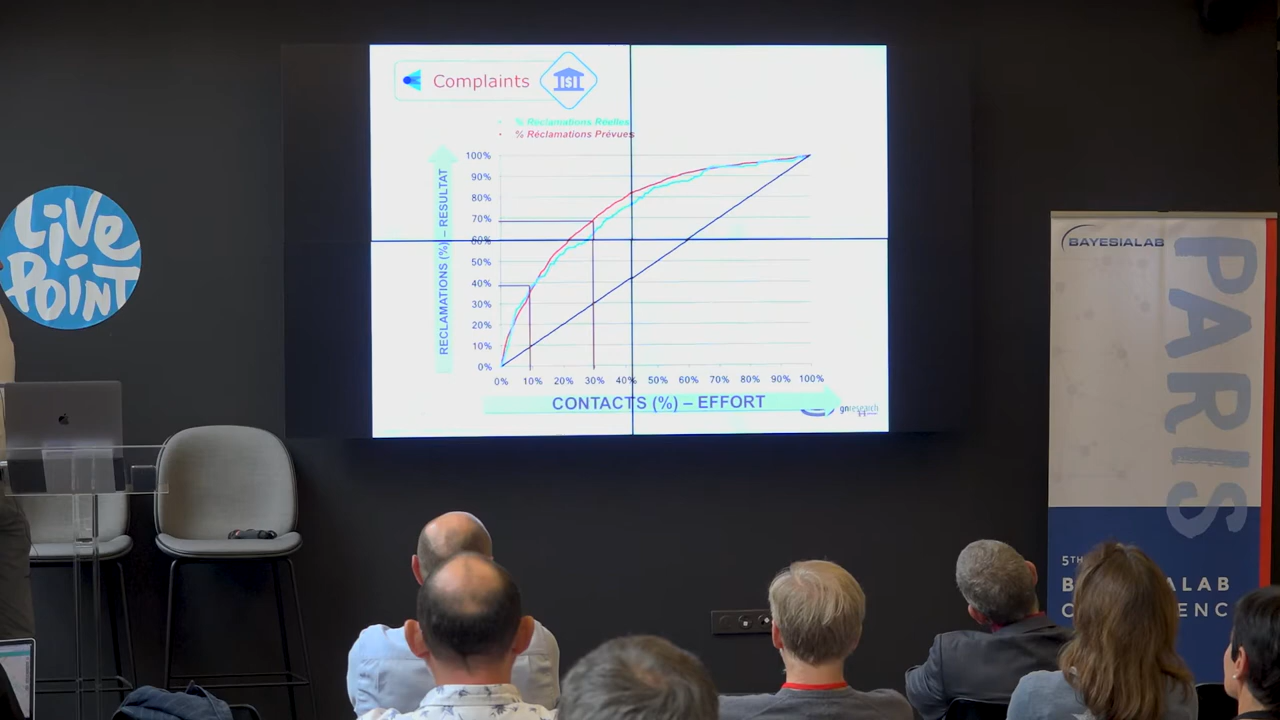 Complaints
% Réclamations Réelles
% Réclamations Prévues
RECLAMATIONS (%) – RESULTAT
100%
90%
80%
70%
60%
50%
40%
30%
20%
10%
0%
0% 10% 20% 30% 40% 50% 60% 70% 80% 90% 100%
CONTACTS (%) – EFFORT
gnresearch
LIVE
POINT
BAYESIALAB
PARIS
5TH